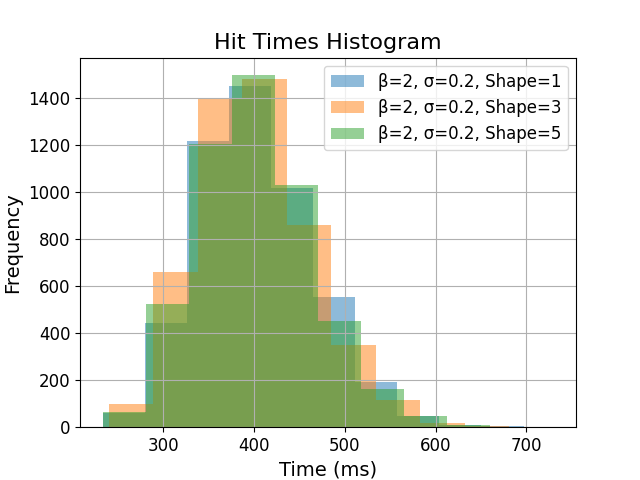 Hit Times Histogram
β=2, σ=0.2, Shape=1
β=2, σ=0.2, Shape=3
β=2, σ=0.2, Shape=5
Frequency
1400
1200
1000
800
600
400
200
0
300 400 500 600 700
Time (ms)